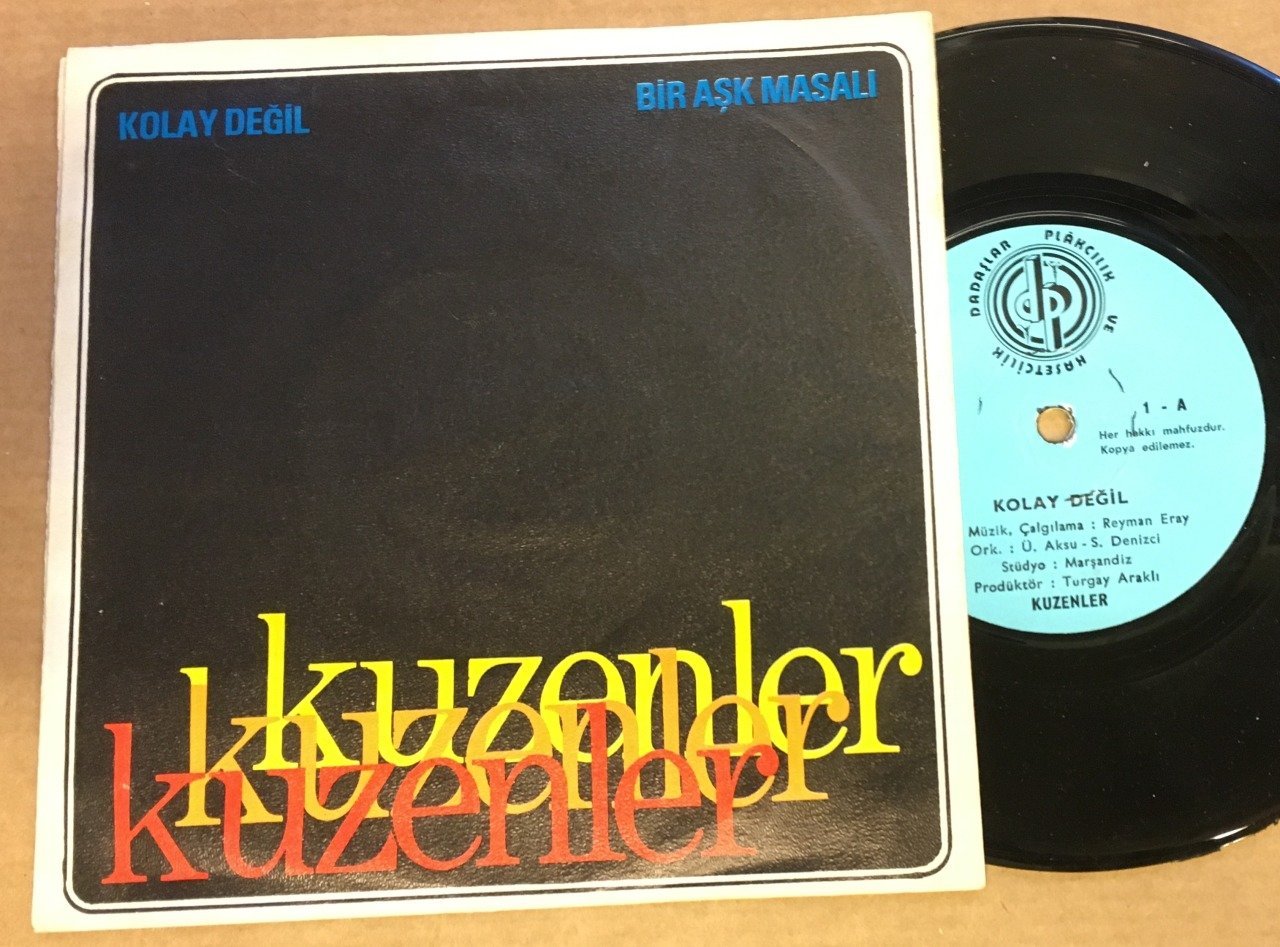 KOLAY DEĞİL
BİR AŞK MASALI
kuzenler
kuzenler
kuzenler
DADAŞLAR PLÂKÇILIK VE KASETÇİLİK
dp
1 - A
Her hakkı mahfuzdur.
Kopya edilemez.
KOLAY DEĞİL
Müzik, Çalgılama : Reyman Eray
Ork. : Ü. Aksu - S. Denizci
Stüdyo : Marşandiz
Prodüktör : Turgay Araklı
KUZENLER